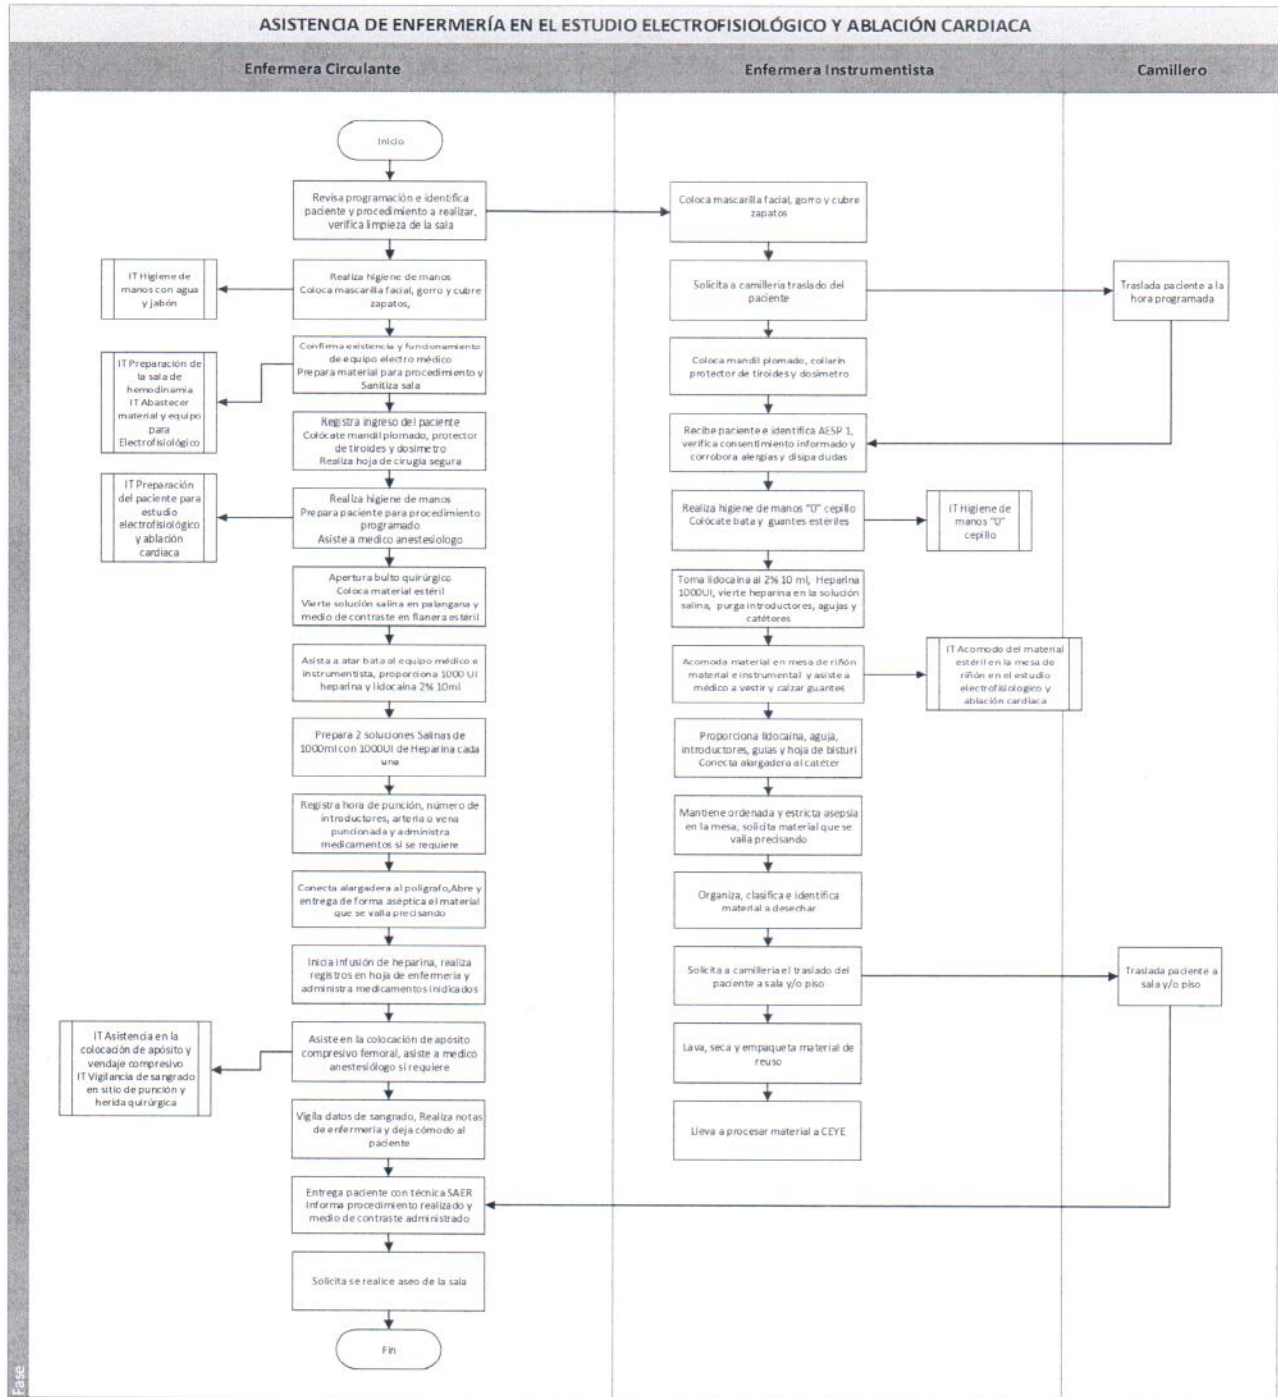 ASISTENCIA DE ENFERMERÍA EN EL ESTUDIO ELECTROFISIOLÓGICO Y ABLACIÓN CARDIACA
Enfermera Circulante
Enfermera Instrumentista
Camillero
Inicio
Revisa programación e identifica
paciente y procedimiento a realizar,
verifica limpieza de la sala
Coloca mascarilla facial, gorro y cubre
zapatos
IT Higiene de
manos con agua
y jabón
Realiza higiene de manos
Coloca mascarilla facial, gorro y cubre
zapatos,
Solicita a camilleria traslado del
paciente
Traslada paciente a la
hora programada
IT Preparación de
la sala de
hemodinamia
IT Abastecer
material y equipo
para
Electrofisiológico
Confirma existencia y funcionamiento
de equipo electro médico
Prepara material para procedimiento y
Sanitiza sala
Coloca mandil plomado, collarín
protector de tiroides y dosimetro
Registra ingreso del paciente
Colócate mandil plomado, protector
de tiroides y dosímetro
Realiza hoja de cirugía segura
Recibe paciente e identifica AESP 1,
verifica consentimiento informado y
corrobora alergias y disipa dudas
IT Preparación
del paciente para
estudio
electrofisiológico
y ablación
cardiaca
Realiza higiene de manos
Prepara paciente para procedimiento
programado
Asiste a medico anestesiologo
Realiza higiene de manos "0" cepillo
Colócate bata y guantes estériles
IT Higiene de
manos "0"
cepillo
Apertura bulto quirúrgico
Coloca material estéril
Vierte solución salina en palangana y
medio de contraste en flanera estéril
Toma lidocaína al 2% 10 ml, Heparina
1000UI, vierte heparina en la solución
salina, purga introductores, agujas y
catéteres
Asista a atar bata al equipo médico e
instrumentista, proporciona 1000 UI
heparina y lidocaina 2% 10ml
Acomoda material en mesa de riñón
material e instrumental y asiste a
médico a vestir y calzar guantes
IT Acomodo del material
estéril en la mesa de
riñón en el estudio
electrofisiologico y
ablación cardiaca
Prepara 2 soluciones Salinas de
1000ml con 1000UI de Heparina cada
una
Proporciona lidocaína, aguja,
introductores, guías y hoja de bisturí
Conecta alargadera al catéter
Registra hora de punción, número de
introductores, arteria o vena
puncionada y administra
medicamentos si se requiere
Mantiene ordenada y estricta asepsia
en la mesa, solicita material que se
valla precisando
Conecta alargadera al polígrafo,Abre y
entrega de forma aséptica el material
que se valla precisando
Organiza, clasifica e identifica
material a desechar
Inicia infusión de heparina, realiza
registros en hoja de enfermería y
administra medicamentos inidicados
Solicita a camilleria el traslado del
paciente a sala y/o piso
Traslada paciente a
sala y/o piso
IT Asistencia en la
colocación de apósito y
vendaje compresivo
IT Vigilancia de sangrado
en sitio de punción y
herida quirúrgica
Asiste en la colocación de apósito
compresivo femoral, asiste a medico
anestesiólogo si requiere
Lava, seca y empaqueta material de
reuso
Vigila datos de sangrado, Realiza notas
de enfermería y deja cómodo al
paciente
Lleva a procesar material a CEYE
Entrega paciente con técnica SAER
Informa procedimiento realizado y
medio de contraste administrado
Solicita se realice aseo de la sala
Fin
Fase